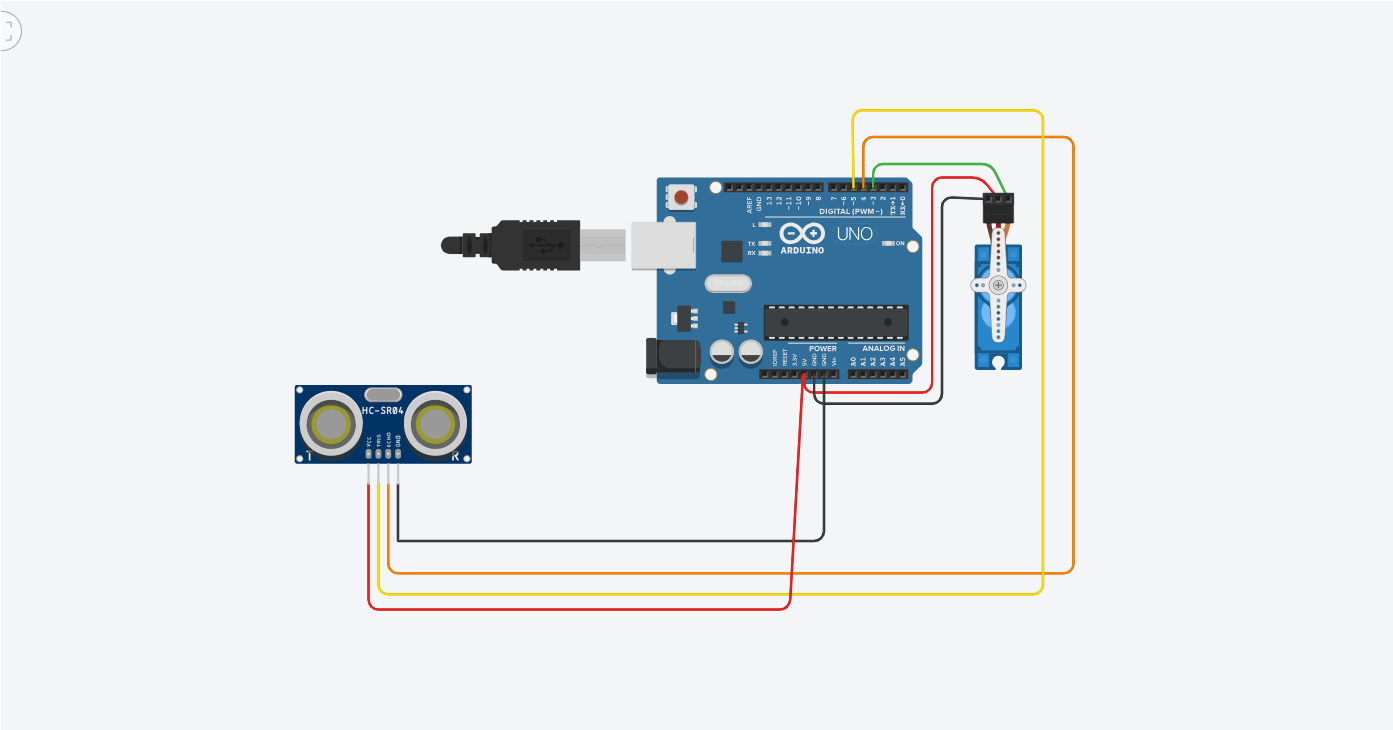 AREF
GND
13
12
~11
~10
~9
8
7
~6
~5
4
~3
2
TX→1
RX←0
DIGITAL (PWM~)
L
TX
RX
ARDUINO
UNO
ON
POWER
ANALOG IN
IOREF
RESET
3.3V
5V
GND
GND
Vin
A0
A1
A2
A3
A4
A5
HC-SR04
VCC
TRIG
ECHO
GND
T
R